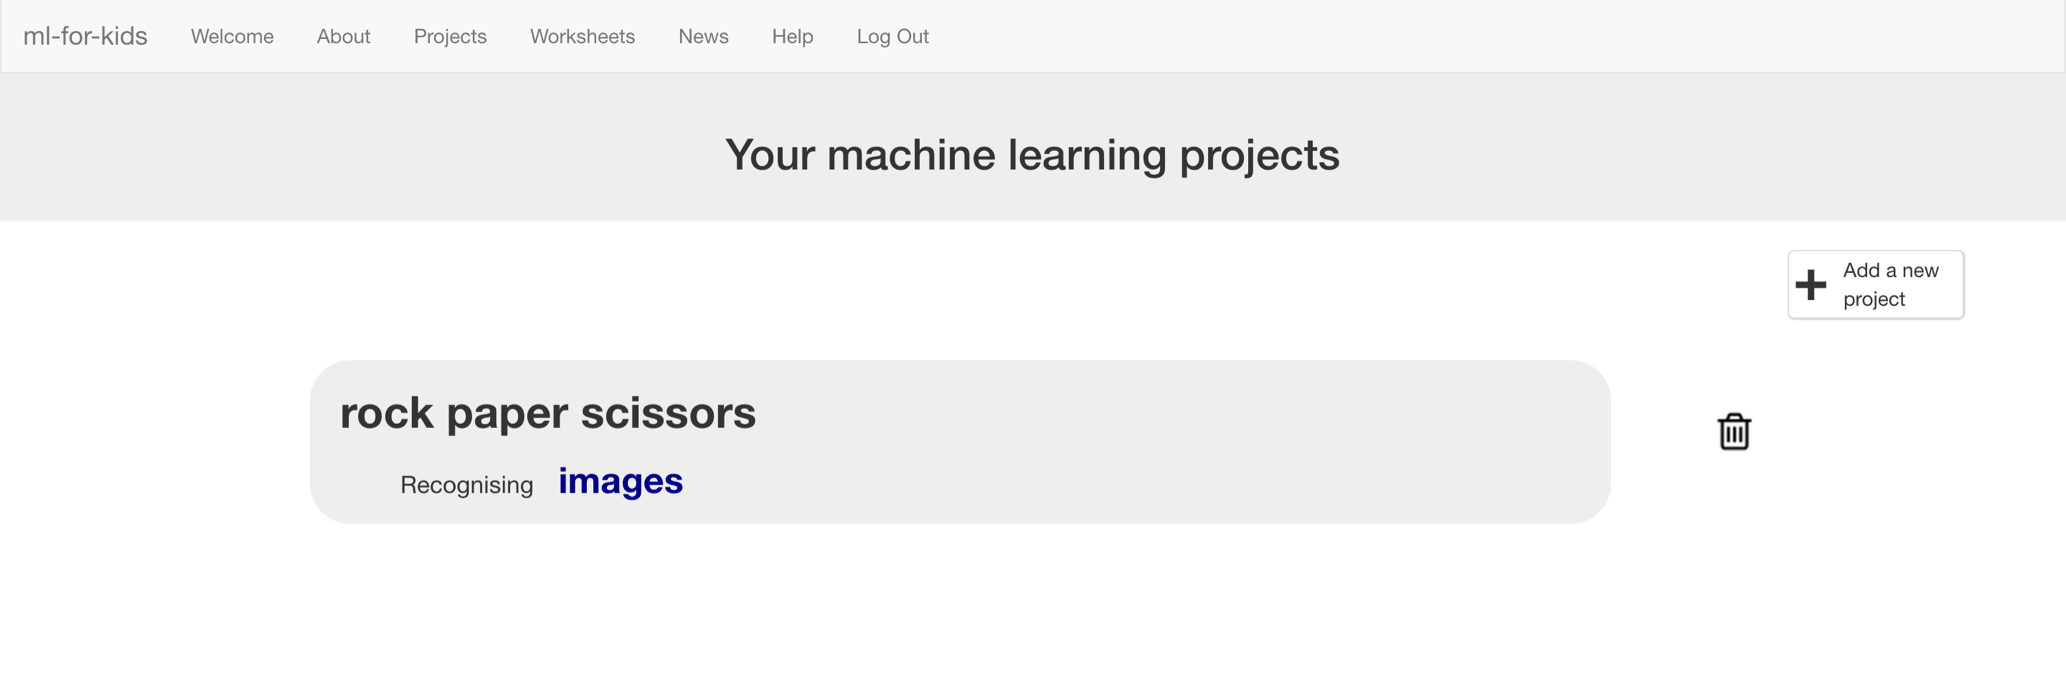 ml-for-kids Welcome About Projects Worksheets News Help Log Out
Your machine learning projects
Add a new
project
rock paper scissors
Recognising images